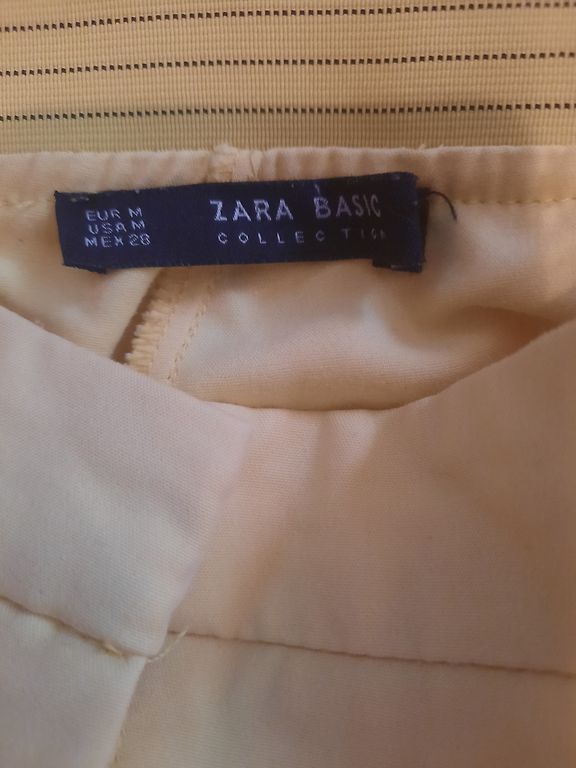 EUR M
USA M
MEX 28
ZARA BASIC
COLLECTION